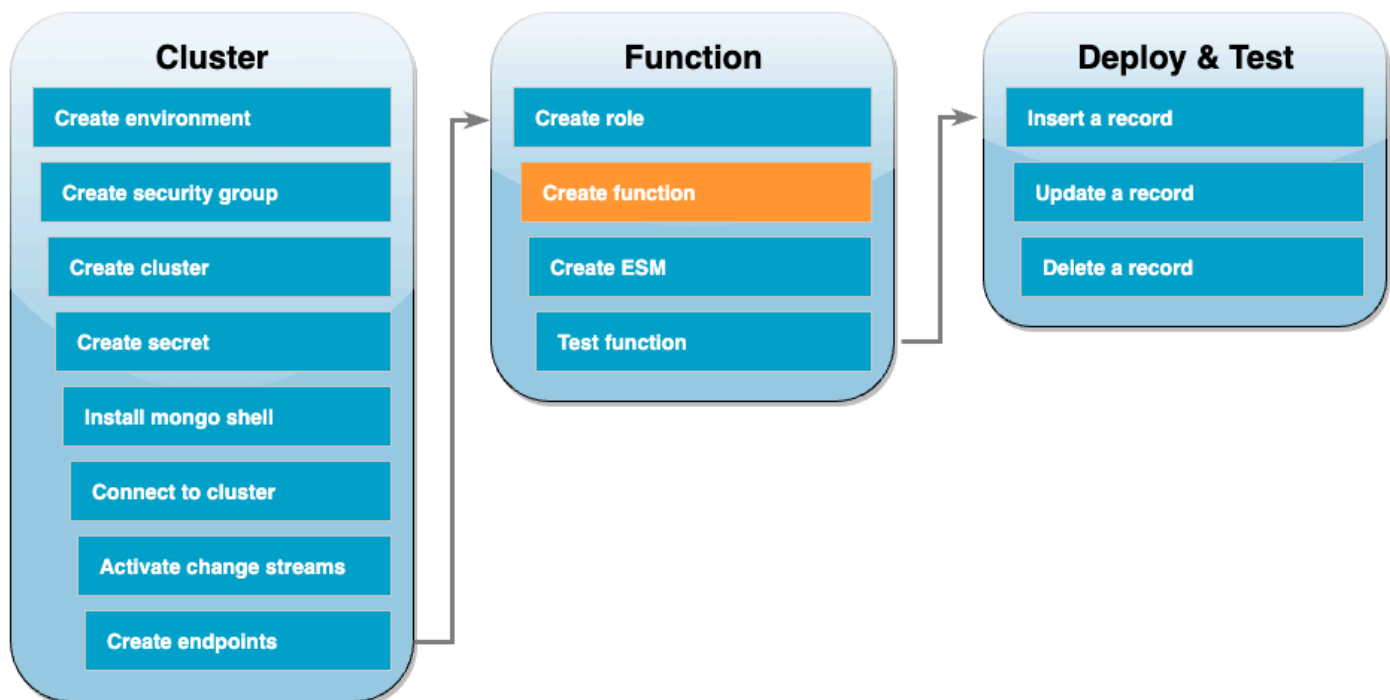 Cluster
Create environment
Create security group
Create cluster
Create secret
Install mongo shell
Connect to cluster
Activate change streams
Create endpoints
Function
Create role
Create function
Create ESM
Test function
Deploy & Test
Insert a record
Update a record
Delete a record